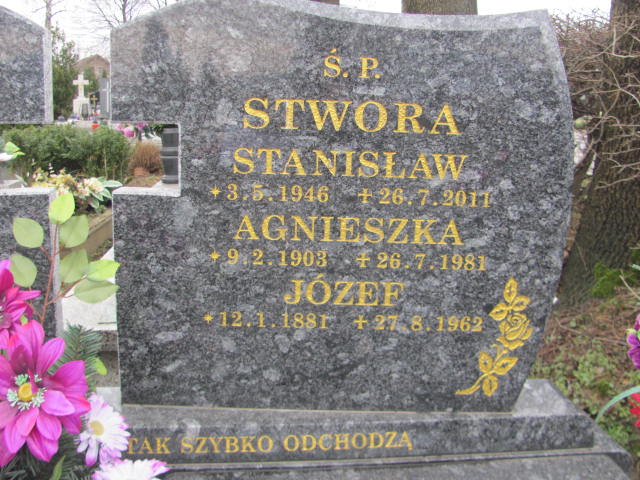 Ś. P.
STWORA
STANISŁAW
*3.5.1946 +26.7.2011
AGNIESZKA
*9.2.1903 +26.7.1981
JÓZEF
*12.1.1881 +27.8.1962
TAK SZYBKO ODCHODZĄ